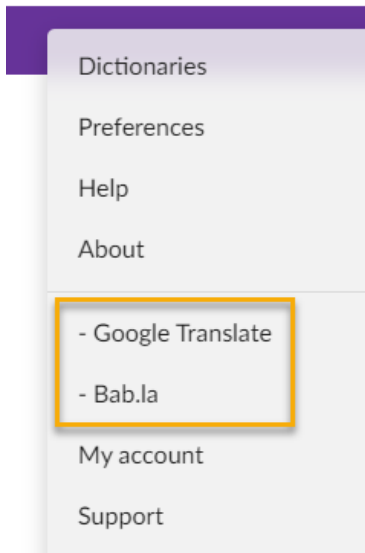 Dictionaries
Preferences
Help
About
- Google Translate
- Bab.la
My account
Support